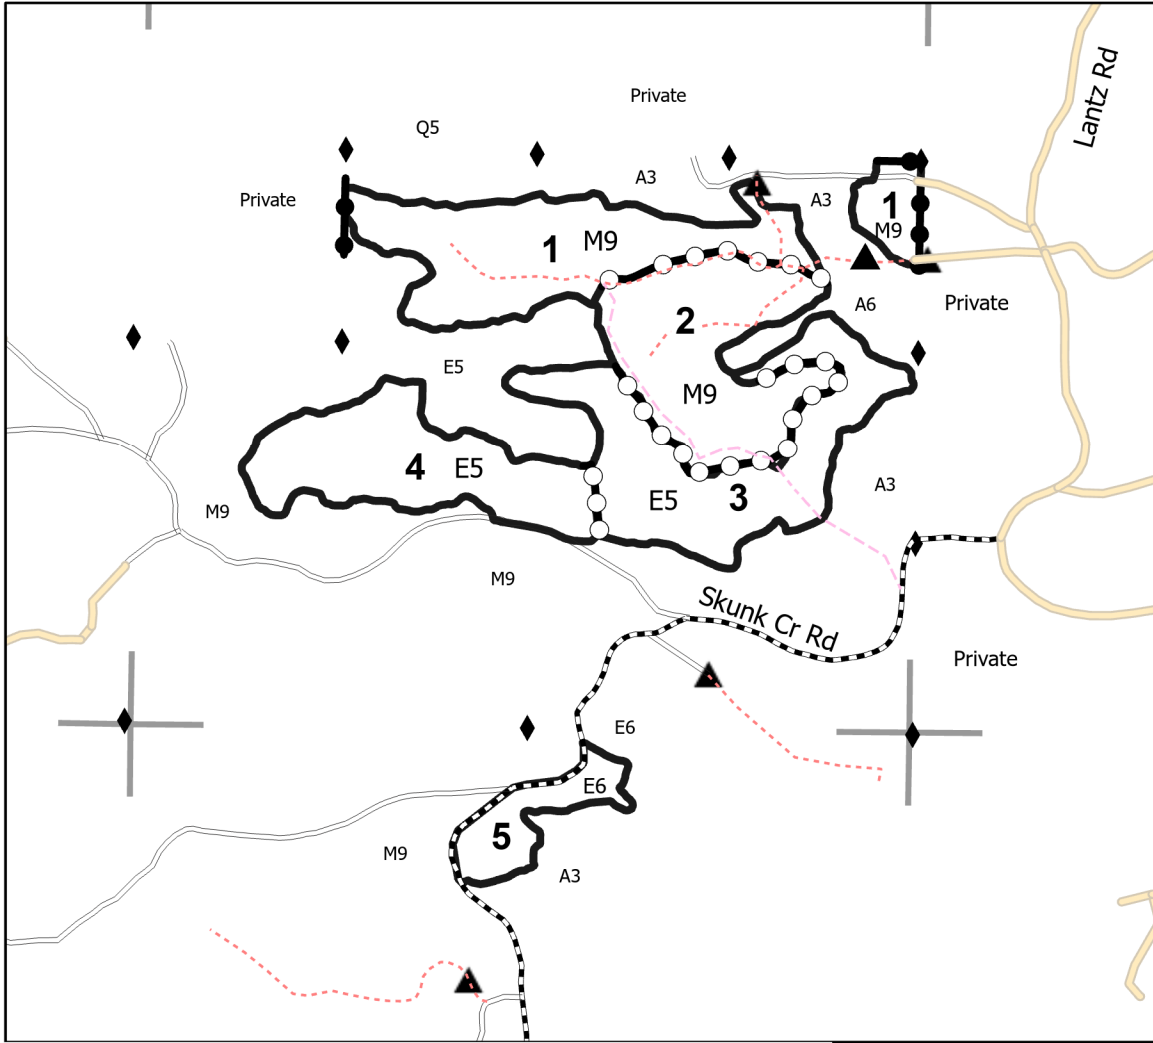 Private
Lantz Rd
Q5
A3
Private
A3
1
M9
1
M9
2
A6
Private
E5
M9
4
E5
E5
3
A3
M9
M9
Skunk Cr Rd
Private
E6
E6
5
M9
A3